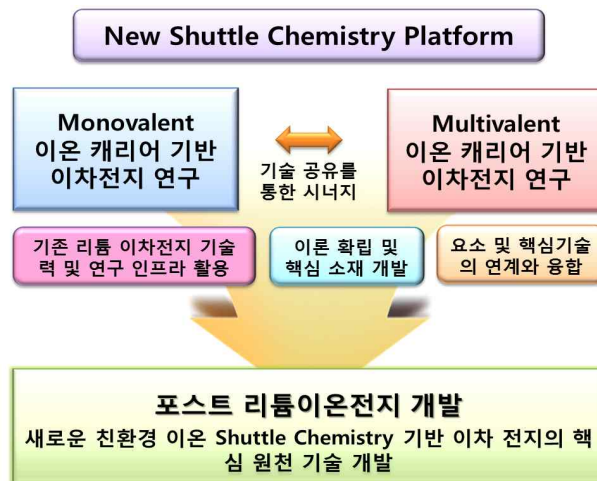 New Shuttle Chemistry Platform
Monovalent
이온 캐리어 기반
이차전지 연구
기술 공유를
통한 시너지
Multivalent
이온 캐리어 기반
이차전지 연구
기존 리튬 이차전지 기술
력 및 연구 인프라 활용
이론 확립 및
핵심 소재 개발
요소 및 핵심기술
의 연계와 융합
포스트 리튬이온전지 개발
새로운 친환경 이온 Shuttle Chemistry 기반 이차 전지의 핵
심 원천 기술 개발